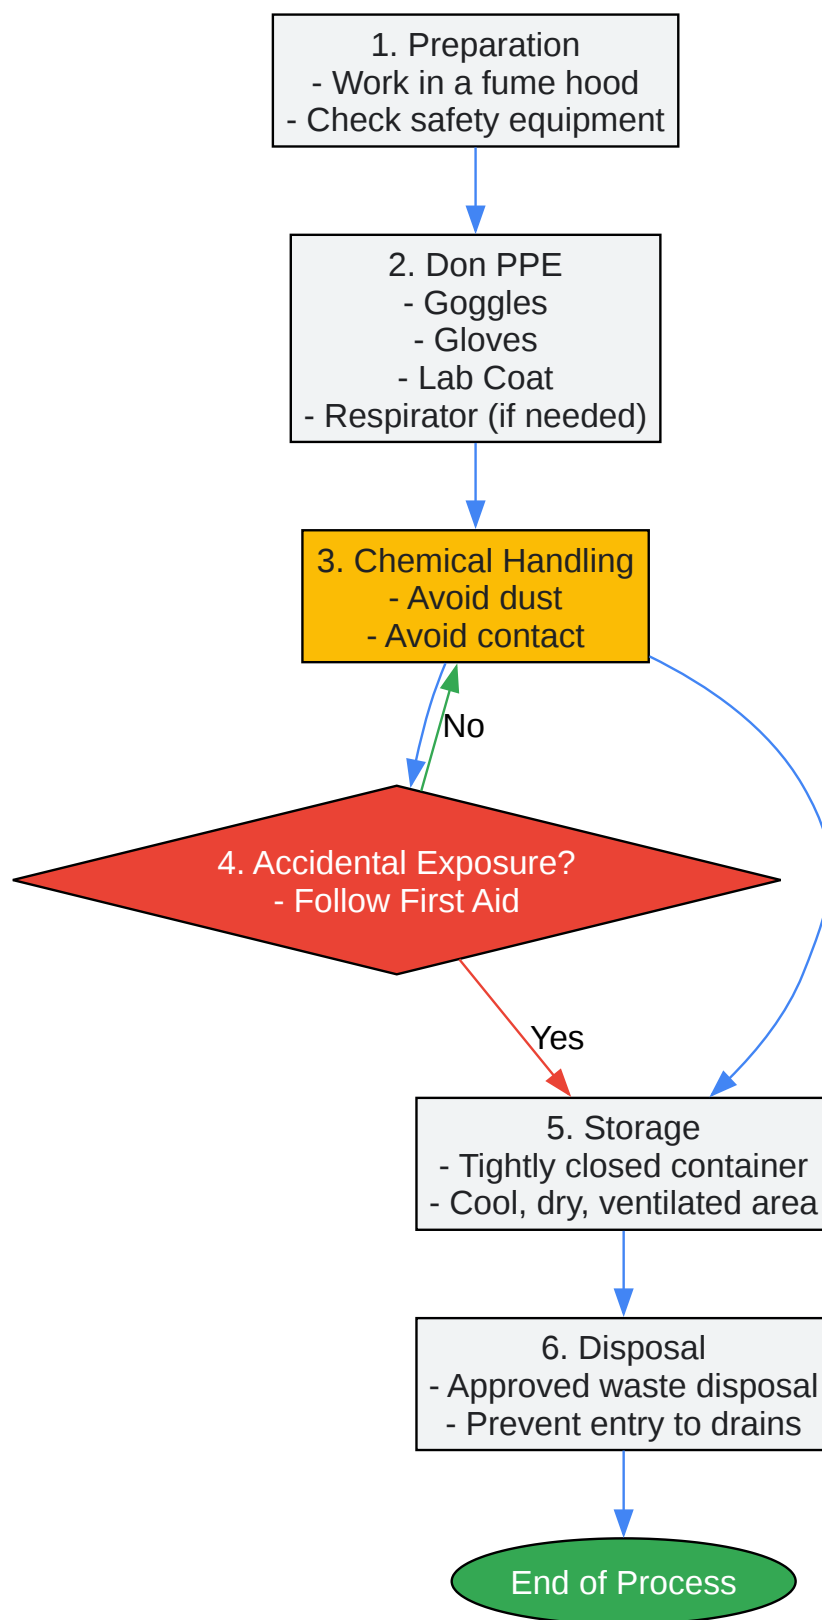 1. Preparation
- Work in a fume hood
- Check safety equipment
2. Don PPE
- Goggles
- Gloves
- Lab Coat
- Respirator (if needed)
3. Chemical Handling
- Avoid dust
- Avoid contact
No
4. Accidental Exposure?
- Follow First Aid
Yes
5. Storage
- Tightly closed container
- Cool, dry, ventilated area
6. Disposal
- Approved waste disposal
- Prevent entry to drains
End of Process